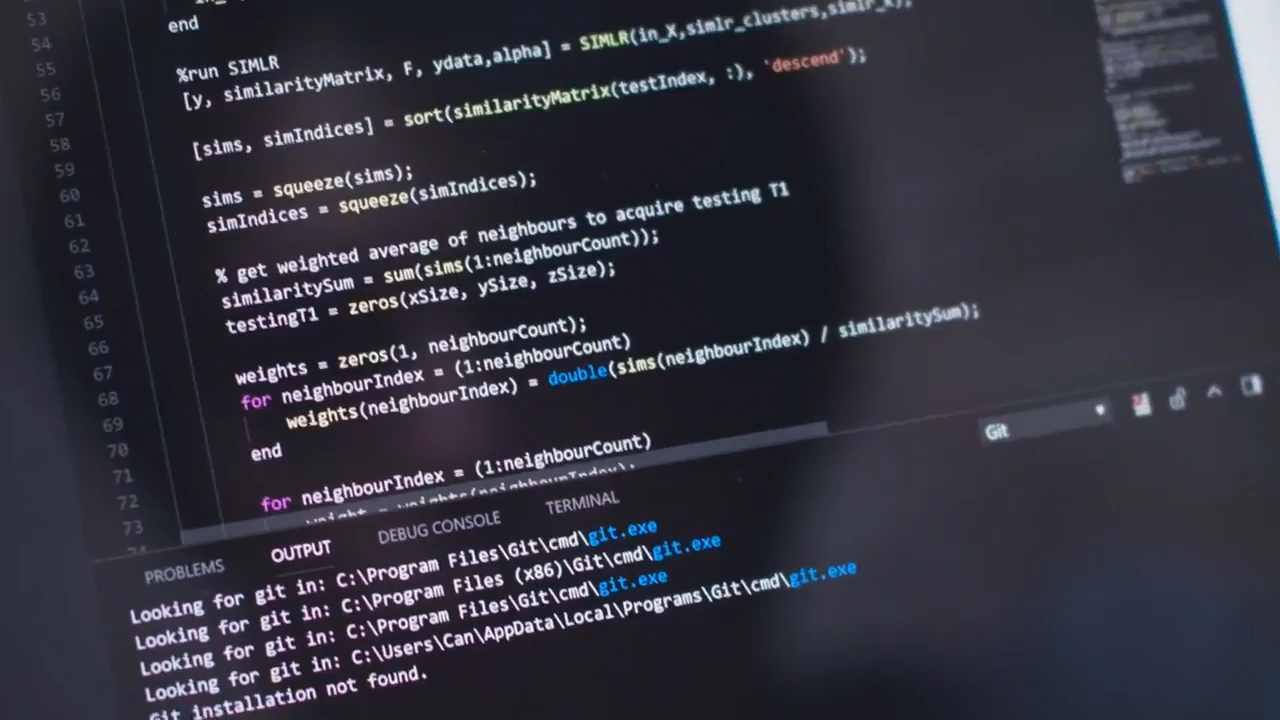 53
54 end
55
56 %run SIMLR
57 [y, similarityMatrix, F, ydata,alpha] = SIMLR(in_X,simlr_clusters,simlr_k);
58
59 [sims, simIndices] = sort(similarityMatrix(testIndex, :), 'descend');
60
61 sims = squeeze(sims);
62 simIndices = squeeze(simIndices);
63
64 % get weighted average of neighbours to acquire testing T1
65 similaritySum = sum(sims(1:neighbourCount));
66 testingT1 = zeros(xSize, ySize, zSize);
67
68 weights = zeros(1, neighbourCount);
69 for neighbourIndex = (1:neighbourCount)
70 weights(neighbourIndex) = double(sims(neighbourIndex) / similaritySum);
71 end
72
73 for neighbourIndex = (1:neighbourCount)
weight = weights(neighbourIndex);
Git
PROBLEMS OUTPUT DEBUG CONSOLE TERMINAL
Looking for git in: C:\Program Files\Git\cmd\git.exe
Looking for git in: C:\Program Files (x86)\Git\cmd\git.exe
Looking for git in: C:\Program Files\Git\cmd\git.exe
Looking for git in: C:\Users\Can\AppData\Local\Programs\Git\cmd\git.exe
Git installation not found.